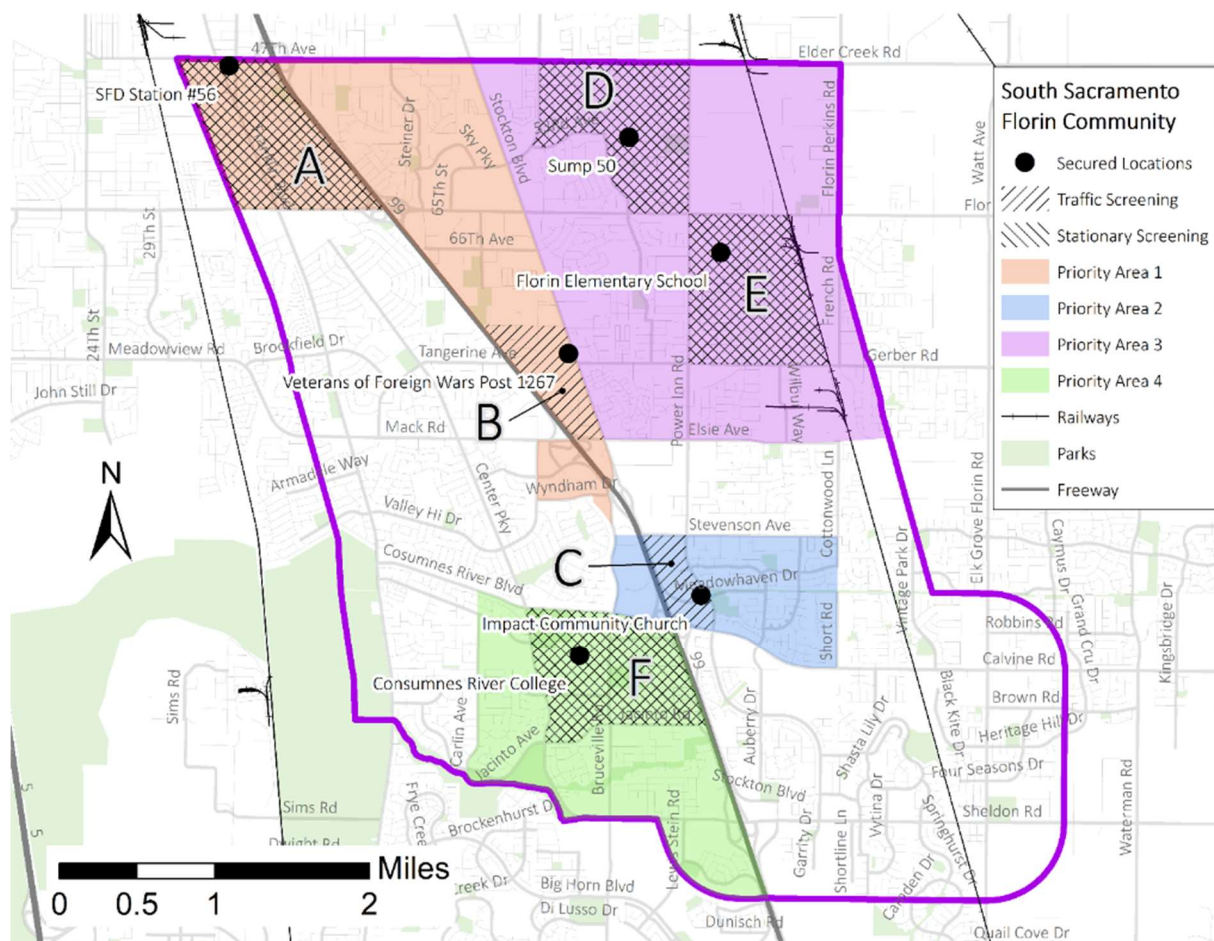 47Th Ave
Elder Creek Rd
SFD Station #56
Steiner Dr
Sky Pky
Stockton Blvd
D
Sump 50
Florin Perkins Rd
Watt Ave
South Sacramento
Florin Community
Secured Locations
Traffic Screening
Stationary Screening
Priority Area 1
Priority Area 2
Priority Area 3
Priority Area 4
Railways
Parks
Freeway
A
65Th St
99
Flor
29Th St
66Th Ave
Florin Elementary School
E
French Rd
24Th St
Meadowview Rd
Brookfield Dr
Tangerine Ave
Gerber Rd
John Still Dr
Veterans of Foreign Wars Post 1267
Power Inn Rd
Wilbur Way
B
Mack Rd
Elsie Ave
N
Armadale Way
Center Pky
Wyndham Dr
Cottonwood Ln
Elk Grove Florin Rd
Valley Hi Dr
Stevenson Ave
Vintage Park Dr
Caymus Dr
Cosumnes River Blvd
C
Meadowhaven Dr
Grand Cru Dr
Kingsbridge Dr
Impact Community Church
Short Rd
Robbins Rd
99
Calvine Rd
Sims Rd
Consumnes River College
F
Black Kite Dr
Brown Rd
Carlin Ave
Auberry Dr
Shasta Lily Dr
Heritage Hill Dr
Jacinto Ave
Bruceville Rd
Stockton Blvd
Four Seasons Dr
Waterman Rd
5
5
Sims Rd
Frye Cree
Brockenhurst D
Lewis Stein Rd
Garrity Dr
Shortline Ln
Vytina Dr
Springhurst Dr
Sheldon Rd
Dwight Rd
Miles
Creek Dr
Big Horn Blvd
Camden Dr
0
0.5
1
2
Di Lusso Dr
Dunisch Rd
Quail Cove Dr